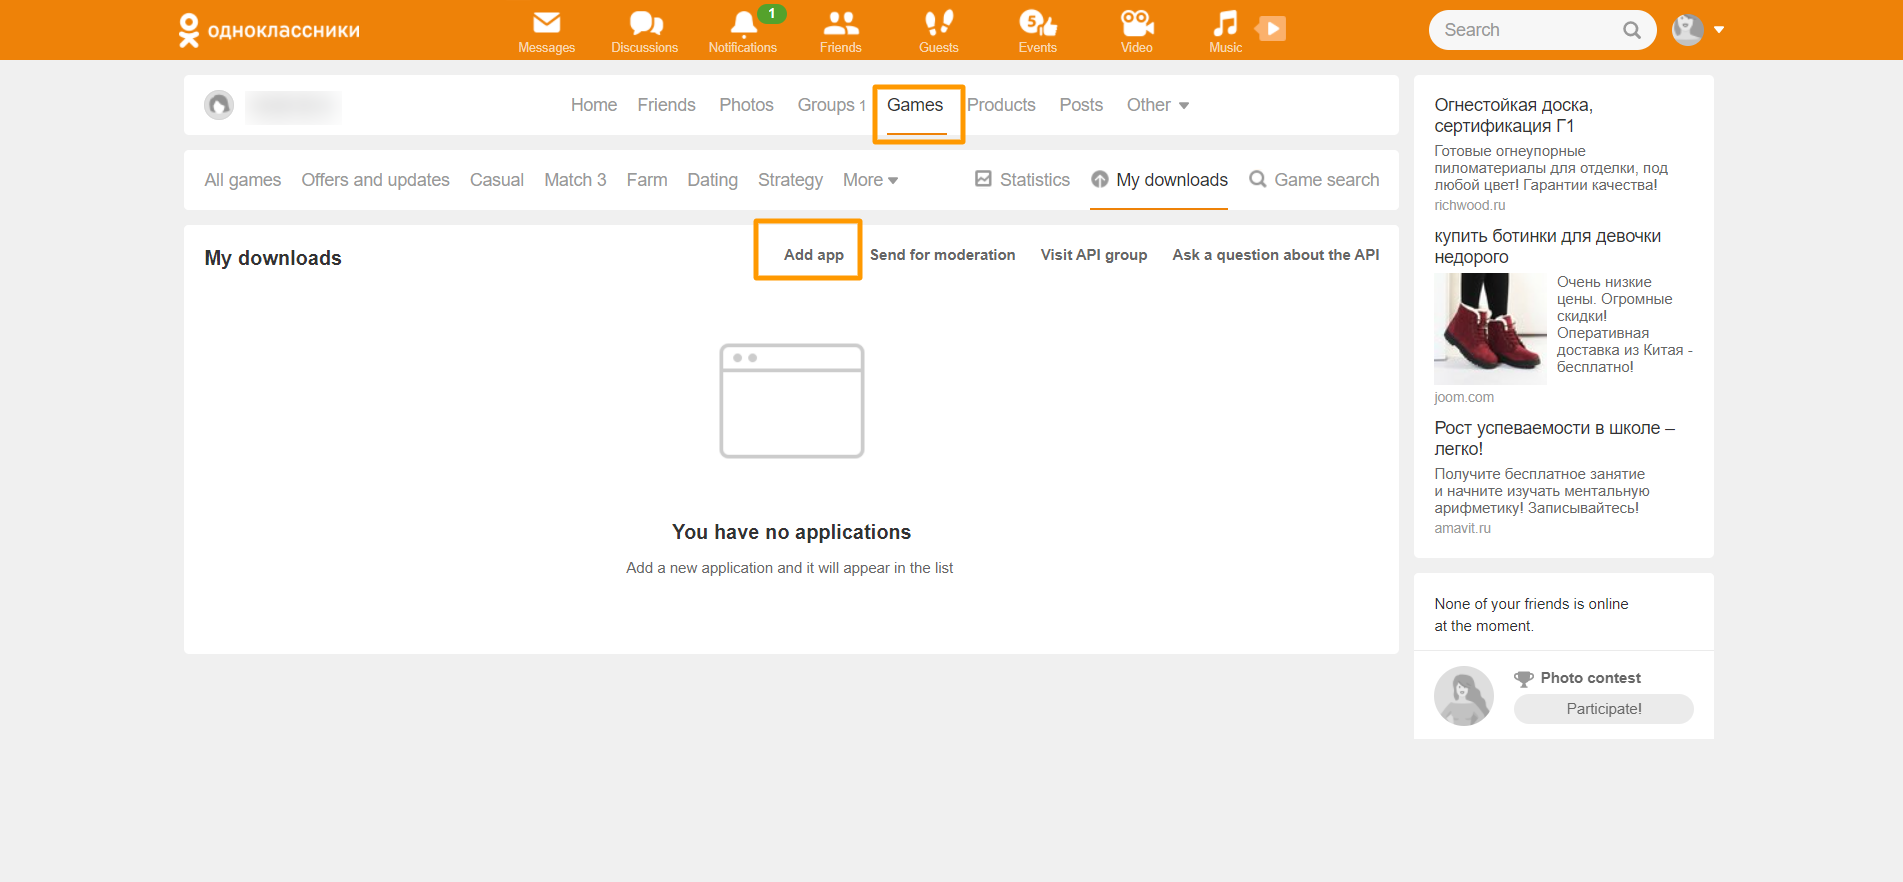 одноклассники
Messages
Discussions
1
Notifications
Friends
Guests
5
Events
Video
Music
Search
Home Friends Photos Groups 1 Games Products Posts Other
All games Offers and updates Casual Match 3 Farm Dating Strategy More Statistics My downloads Game search
My downloads
Add app Send for moderation Visit API group Ask a question about the API
You have no applications
Add a new application and it will appear in the list
Огнестойкая доска,
сертификация Г1
Готовые огнеупорные
пиломатериалы для отделки, под
любой цвет! Гарантии качества!
richwood.ru
купить ботинки для девочки
недорого
Очень низкие
цены. Огромные
скидки!
Оперативная
доставка из Китая -
бесплатно!
joom.com
Рост успеваемости в школе –
легко!
Получите бесплатное занятие
и начните изучать ментальную
арифметику! Записывайтесь!
amavit.ru
None of your friends is online
at the moment.
Photo contest
Participate!